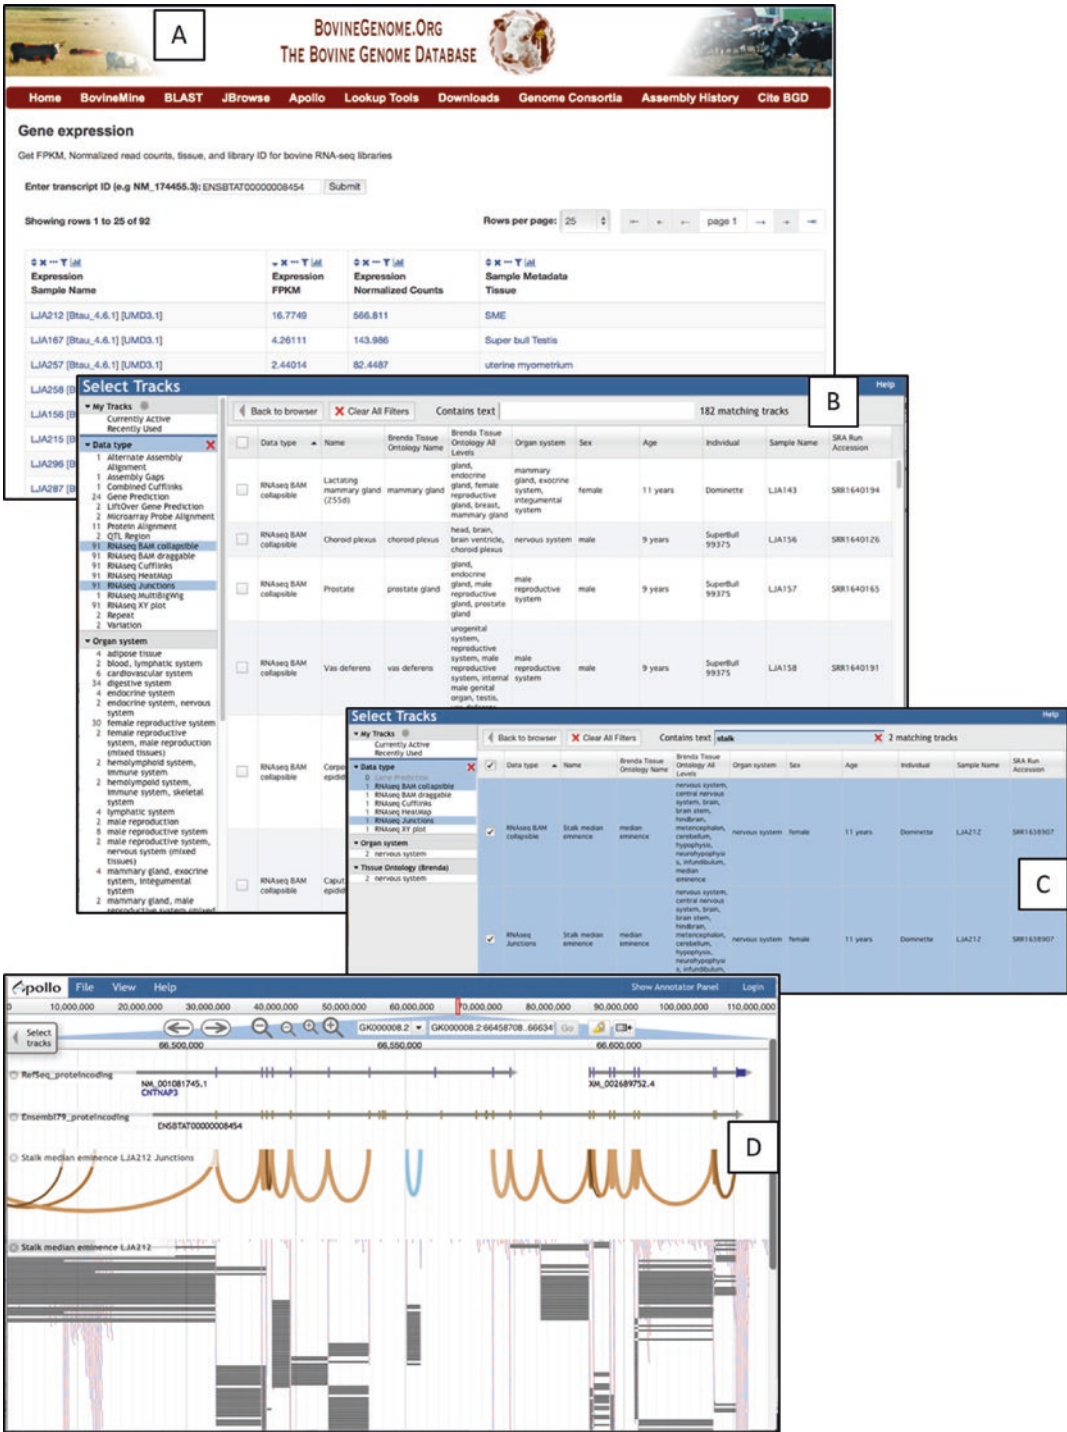 A
BOVINEGENOME.ORG
THE BOVINE GENOME DATABASE
Home BovineMine BLAST JBrowse Apollo Lookup Tools Downloads Genome Consortia Assembly History Cite BGD
Gene expression
Get FPKM, Normalized read counts, tissue, and library ID for bovine RNA-seq libraries
Enter transcript ID (e.g NM_174455.3): ENSBTAT00000008454 Submit
Showing rows 1 to 25 of 92 Rows per page: 25 page 1
Expression Sample Name Expression FPKM Expression Normalized Counts Sample Metadata Tissue
LJA212 [Btau_4.6.1] [UMD3.1] 16.7749 566.811 SME
LJA167 [Btau_4.6.1] [UMD3.1] 4.26111 143.986 Super bull Testis
LJA257 [Btau_4.6.1] [UMD3.1] 2.44014 82.4487 uterine myometrium
LJA258 [B
LJA156 [B
LJA215 [B
LJA296 [B
LJA287 [B
Select Tracks
B
Help
My Tracks
Currently Active
Recently Used
Data type
1 Alternate Assembly
Alignment
1 Assembly Gaps
1 Combined Cufflinks
24 Gene Prediction
2 LiftOver Gene Prediction
2 Microarray Probe Alignment
11 Protein Alignment
2 QTL Region
91 RNAseq BAM collapsible
91 RNAseq BAM draggable
91 RNAseq Cufflinks
91 RNAseq HeatMap
91 RNAseq Junctions
1 RNAseq MultiBigWig
91 RNAseq XY plot
2 Repeat
2 Variation
Organ system
4 adipose tissue
2 blood, lymphatic system
6 cardiovascular system
34 digestive system
4 endocrine system
2 endocrine system, nervous
system
30 female reproductive system
2 female reproductive
system, male reproduction
(mixed tissues)
2 hemolymphoid system,
immune system
2 hemolympoid system,
immune system, skeletal
system
4 lymphatic system
2 male reproduction
8 male reproductive system
2 male reproductive system,
nervous system (mixed
tissues)
4 mammary gland, exocrine
system, integumental
system
2 mammary gland, male
reproductive system (mixed
Back to browser Clear All Filters Contains text 182 matching tracks
Data type Name Brenda Tissue Ontology Name Brenda Tissue Ontology All Levels Organ system Sex Age Individual Sample Name SRA Run Accession
RNAseq BAM collapsible Lactating mammary gland (255d) mammary gland gland, endocrine gland, female reproductive gland, breast, mammary gland mammary gland, exocrine system, integumental system female 11 years Dominette LJA143 SRR1640194
RNAseq BAM collapsible Choroid plexus choroid plexus head, brain, brain ventricle, choroid plexus nervous system male 9 years SuperBull 99375 LJA156 SRR1640126
RNAseq BAM collapsible Prostate prostate gland gland, endocrine gland, male reproductive gland, prostate gland male reproductive system male 9 years SuperBull 99375 LJA157 SRR1640165
RNAseq BAM collapsible Vas deferens vas deferens urogenital system, reproductive system, male reproductive system, internal male genital organ, testis, male reproductive system male 9 years SuperBull 99375 LJA158 SRR1640191
RNAseq BAM collapsible Corpo epidid
RNAseq BAM collapsible Caput epidid
Select Tracks
Help
My Tracks
Currently Active
Recently Used
Data type
0 Gene Prediction
1 RNAseq BAM collapsible
1 RNAseq BAM draggable
1 RNAseq Cufflinks
1 RNAseq HeatMap
1 RNAseq Junctions
1 RNAseq XY plot
Organ system
2 nervous system
Tissue Ontology (Brenda)
2 nervous system
Back to browser Clear All Filters Contains text stalk 2 matching tracks
Data type Name Brenda Tissue Ontology Name Brenda Tissue Ontology All Levels Organ system Sex Age Individual Sample Name SRA Run Accession
RNAseq BAM collapsible Stalk median eminence median eminence nervous system, central nervous system, brain, brain stem, hindbrain, metencephalon, cerebellum, hypophysis, neurohypophysi s, infundibulum, median eminence nervous system female 11 years Dominette LJA212 SRR1638907
RNAseq Junctions Stalk median eminence median eminence nervous system, central nervous system, brain, brain stem, hindbrain, metencephalon, cerebellum, hypophysis, neurohypophysi s, infundibulum, nervous system female 11 years Dominette LJA212 SRR1638907
C
Apollo File View Help Show Annotator Panel Login
0 10,000,000 20,000,000 30,000,000 40,000,000 50,000,000 60,000,000 70,000,000 80,000,000 90,000,000 100,000,000 110,000,000
Select tracks
GK000008.2 GK000008.2:66458708..66634 Go
66,500,000 66,550,000 66,600,000
RefSeq_proteincoding
NM_001081745.1 XM_002689752.4
CNTNAP3
Ensembl79_proteincoding
ENSBTAT00000008454
D
Stalk median eminence LJA212 Junctions
Stalk median eminence LJA212